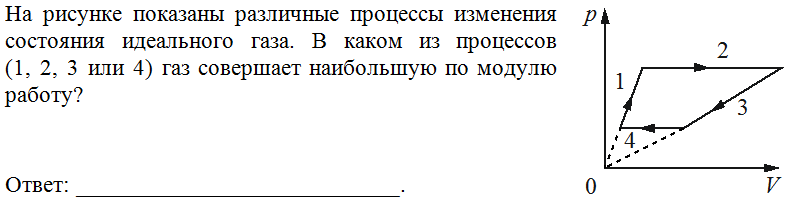 На рисунке показаны различные процессы изменения
состояния идеального газа. В каком из процессов
(1, 2, 3 или 4) газ совершает наибольшую по модулю
работу?
Ответ: ____________________________.
p
2
1
3
4
0
V